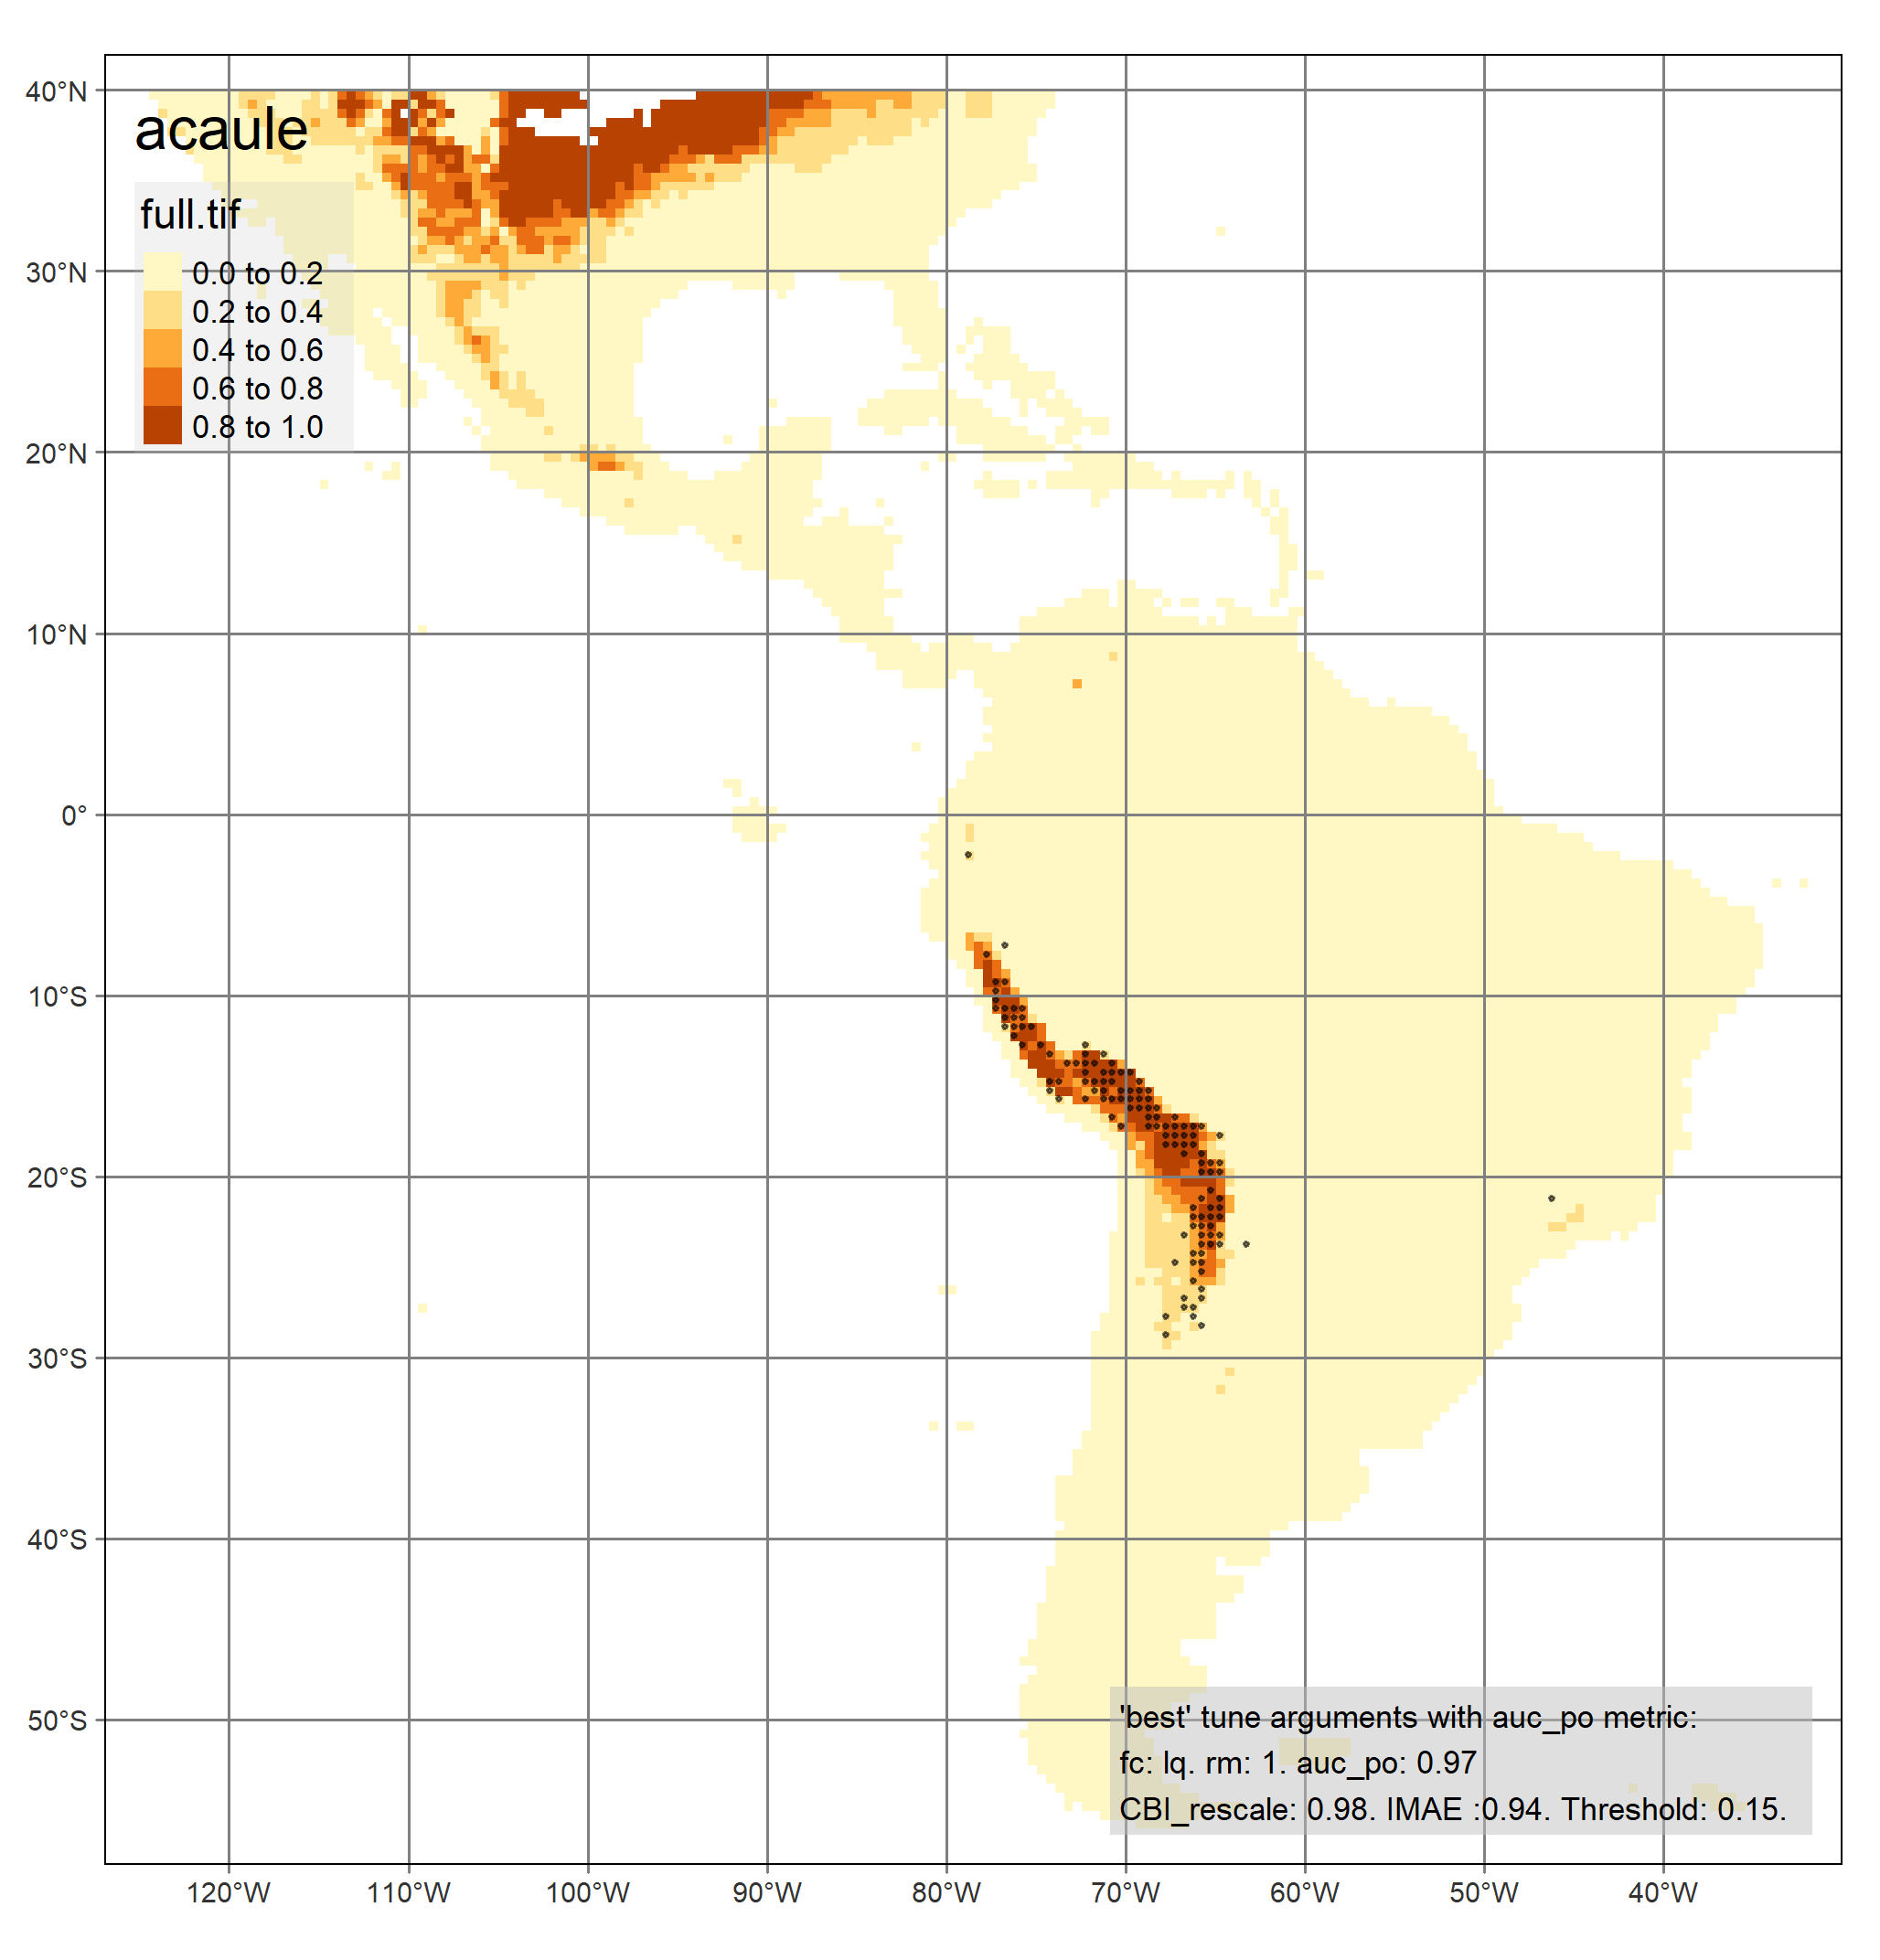 acaule
full.tif
0.0 to 0.2
0.2 to 0.4
0.4 to 0.6
0.6 to 0.8
0.8 to 1.0
40°N
30°N
20°N
10°N
0°
10°S
20°S
30°S
40°S
50°S
'best' tune arguments with auc_po metric:
fc: lq. rm: 1. auc_po: 0.97
CBI_rescale: 0.98. IMAE :0.94. Threshold: 0.15.
120°W 110°W 100°W 90°W 80°W 70°W 60°W 50°W 40°W